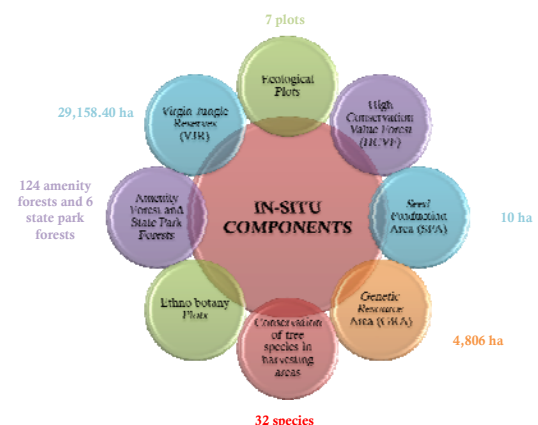 7 plots
Ecological
Plots
High
Conservation
Value Forest
(HCVF)
Seed
Production
Area (SPA)
10 ha
Genetic
Resource
Area (GRA)
4,806 ha
Conservation
of tree
species in
harvesting
areas
32 species
Ethno botany
Plots
Amenity
Forest and
State Park
Forests
124 amenity
forests and 6
state park
forests
Virgin Jungle
Reserves
(VJR)
29,158.40 ha
IN-SITU
COMPONENTS